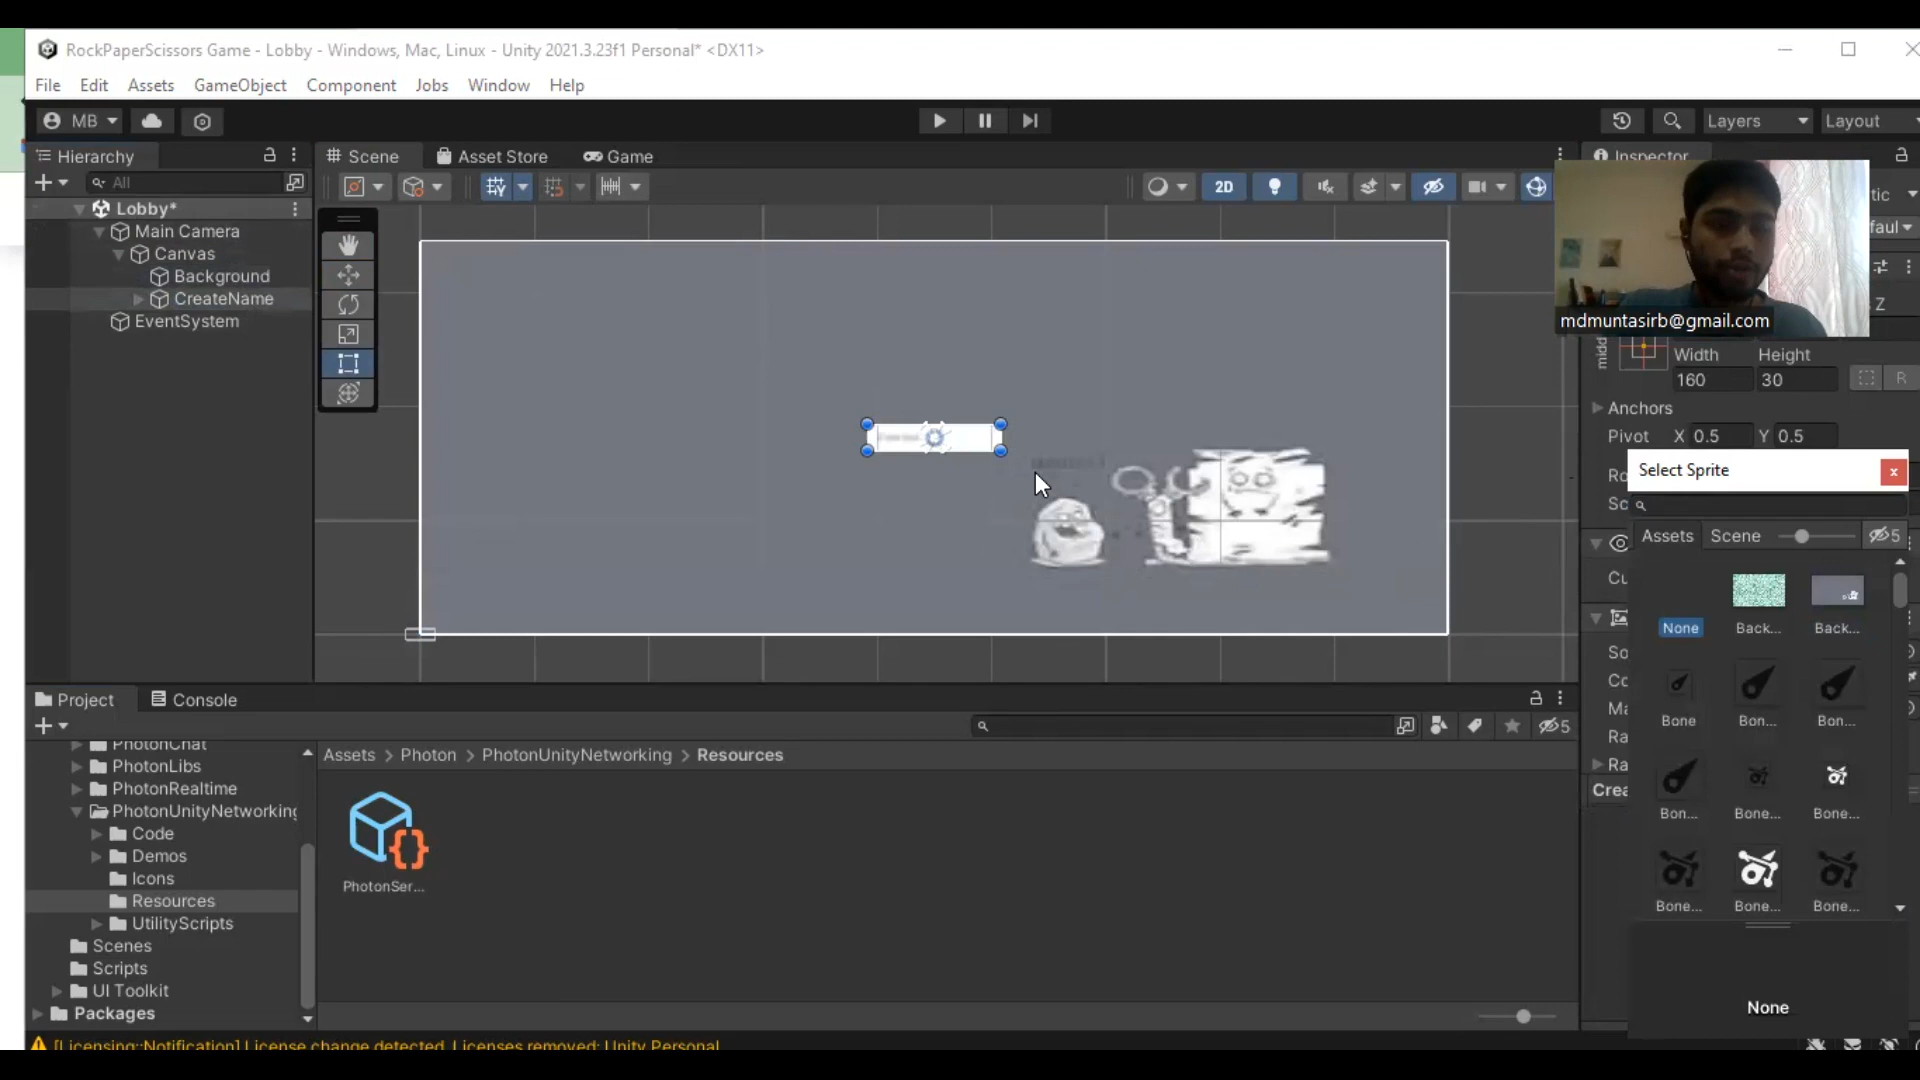 RockPaperScissors Game - Lobby - Windows, Mac, Linux - Unity 2021.3.23f1 Personal* <DX11>
File Edit Assets GameObject Component Jobs Window Help
MB Layers Layout
Hierarchy Scene Asset Store Game Inspector
All 2D
Lobby*
Main Camera
Canvas
Background
CreateName
EventSystem
mdmuntasirb@gmail.com
Z
Width Height
160 30 R
Anchors
Pivot X 0.5 Y 0.5
Select Sprite
Assets Scene 5
None Back... Back...
Bone Bon... Bon...
Bon... Bone... Bone...
Bone... Bone... Bone...
None
Project Console
5
Assets > Photon > PhotonUnityNetworking > Resources
PhotonChat
PhotonLibs
PhotonRealtime
PhotonUnityNetworking
Code
Demos
Icons
Resources
UtilityScripts
Scenes
Scripts
UI Toolkit
Packages
PhotonSer...
[Licensing::Notification] License change detected. Licenses removed: Unity Personal